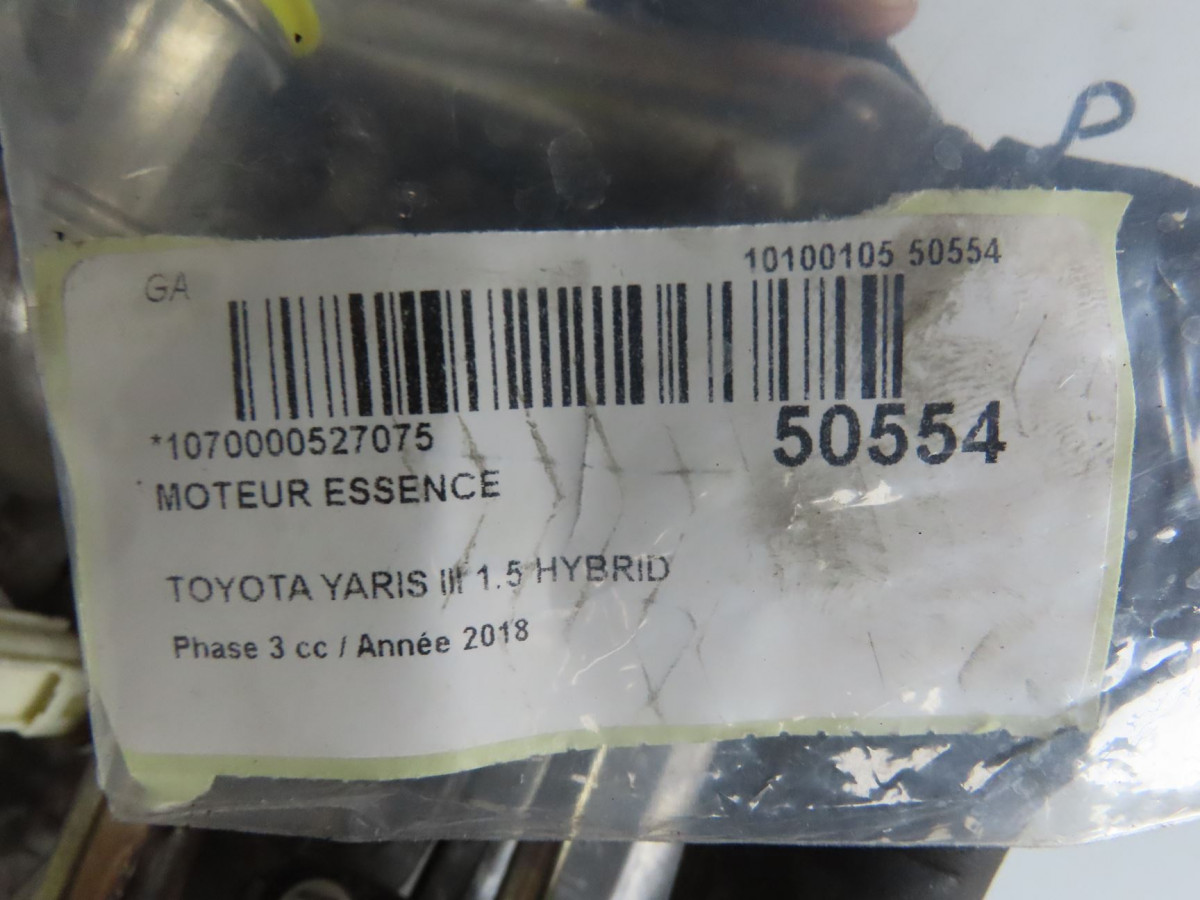 GA
10100105 50554
*1070000527075
50554
MOTEUR ESSENCE
TOYOTA YARIS III 1.5 HYBRID
Phase 3 cc / Année 2018